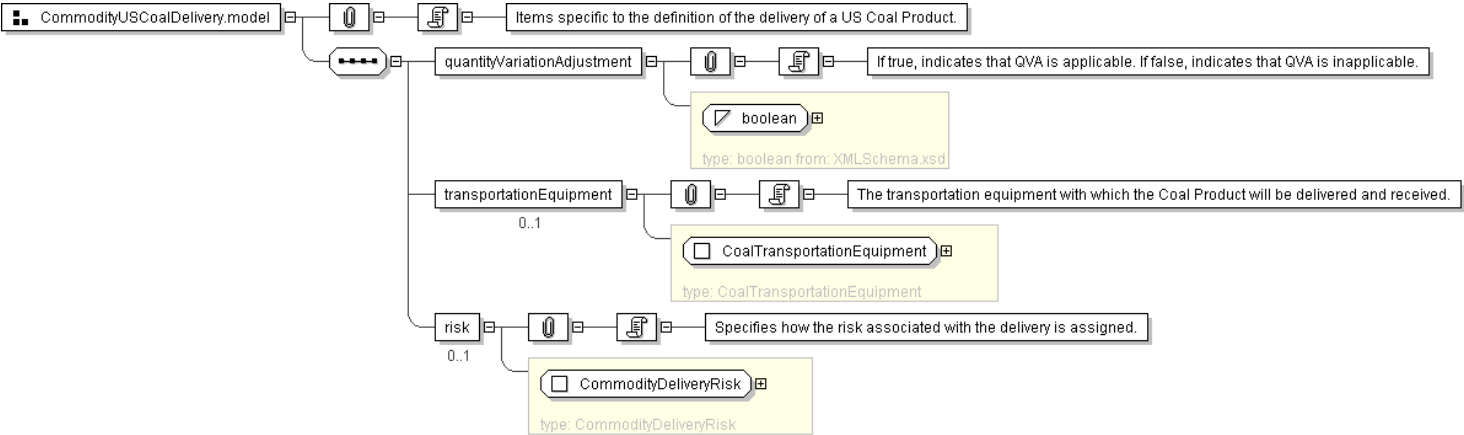 CommodityUSCoalDelivery.model
Items specific to the definition of the delivery of a US Coal Product.
quantityVariationAdjustment
If true, indicates that QVA is applicable. If false, indicates that QVA is inapplicable.
boolean
type: boolean from: XMLSchema.xsd
transportationEquipment
The transportation equipment with which the Coal Product will be delivered and received.
0..1
CoalTransportationEquipment
type: CoalTransportationEquipment
risk
Specifies how the risk associated with the delivery is assigned.
0..1
CommodityDeliveryRisk
type: CommodityDeliveryRisk